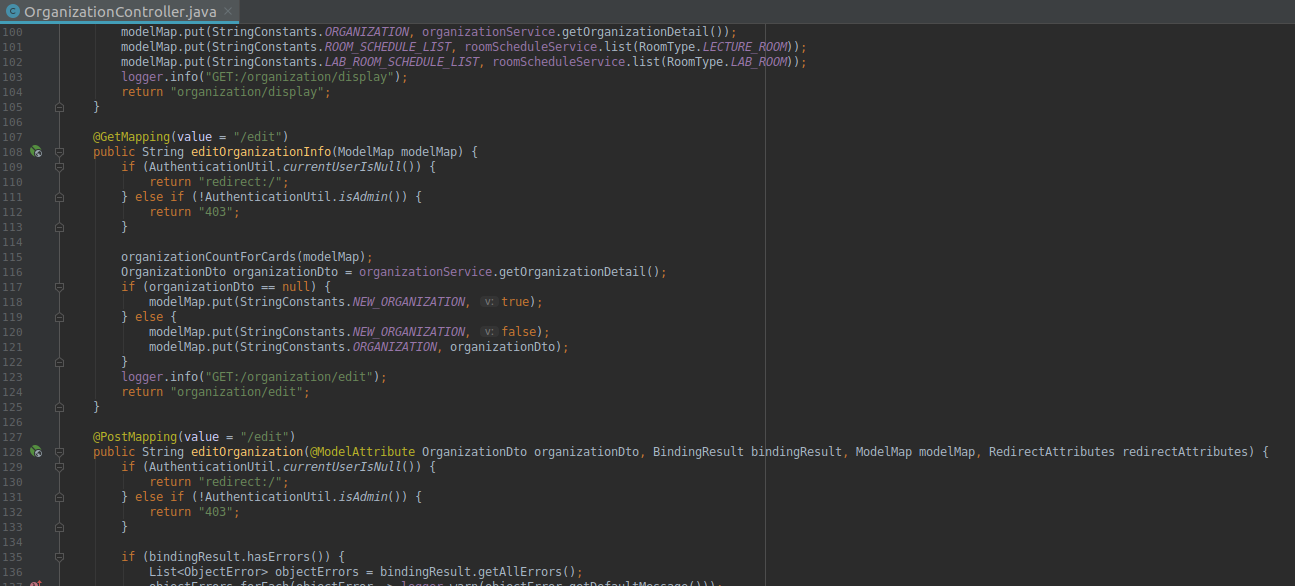 OrganizationController.java
100 modelMap.put(StringConstants.ORGANIZATION, organizationService.getOrganizationDetail());
101 modelMap.put(StringConstants.ROOM_SCHEDULE_LIST, roomScheduleService.list(RoomType.LECTURE_ROOM));
102 modelMap.put(StringConstants.LAB_ROOM_SCHEDULE_LIST, roomScheduleService.list(RoomType.LAB_ROOM));
103 logger.info("GET:/organization/display");
104 return "organization/display";
105 }
106
107 @GetMapping(value = "/edit")
108 public String editOrganizationInfo(ModelMap modelMap) {
109 if (AuthenticationUtil.currentUserIsNull()) {
110 return "redirect:/";
111 } else if (!AuthenticationUtil.isAdmin()) {
112 return "403";
113 }
114
115 organizationCountForCards(modelMap);
116 OrganizationDto organizationDto = organizationService.getOrganizationDetail();
117 if (organizationDto == null) {
118 modelMap.put(StringConstants.NEW_ORGANIZATION, v: true);
119 } else {
120 modelMap.put(StringConstants.NEW_ORGANIZATION, v: false);
121 modelMap.put(StringConstants.ORGANIZATION, organizationDto);
122 }
123 logger.info("GET:/organization/edit");
124 return "organization/edit";
125 }
126
127 @PostMapping(value = "/edit")
128 public String editOrganization(@ModelAttribute OrganizationDto organizationDto, BindingResult bindingResult, ModelMap modelMap, RedirectAttributes redirectAttributes) {
129 if (AuthenticationUtil.currentUserIsNull()) {
130 return "redirect:/";
131 } else if (!AuthenticationUtil.isAdmin()) {
132 return "403";
133 }
134
135 if (bindingResult.hasErrors()) {
136 List<ObjectError> objectErrors = bindingResult.getAllErrors();
137 objectErrors.forEach(objectError -> logger.warn(objectError.getDefaultMessage()));